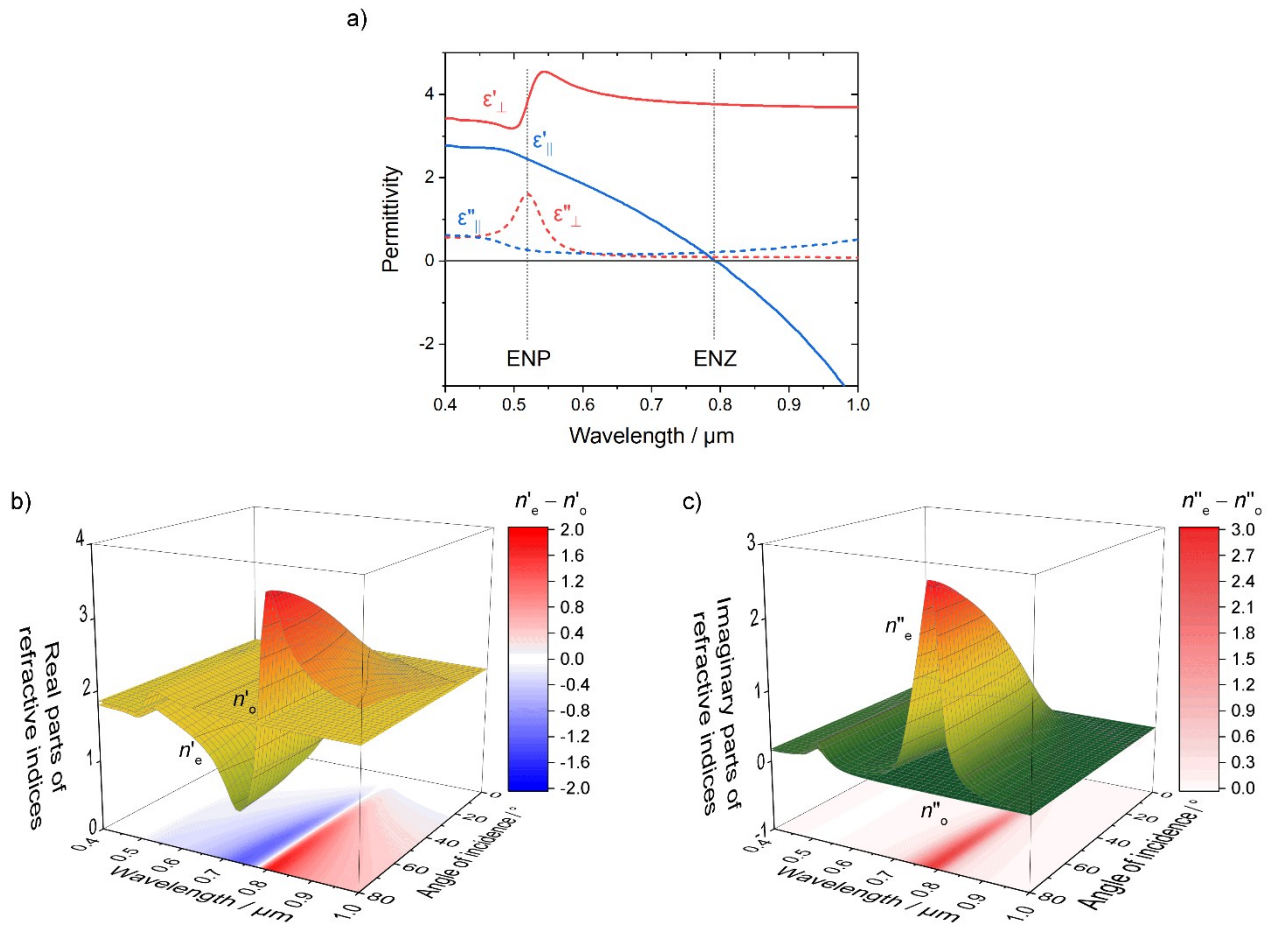 a)
4
2
0
-2
Permittivity
ε'⊥
ε'||
ε"||
ε"⊥
ENP
ENZ
0.4 0.5 0.6 0.7 0.8 0.9 1.0
Wavelength / µm
b)
n'e – n'o
4
3
2
1
0
Real parts of
refractive indices
n'o
n'e
2.0
1.6
1.2
0.8
0.4
0.0
-0.4
-0.8
-1.2
-1.6
-2.0
0.4 0.5 0.6 0.7 0.8 0.9 1.0
Wavelength / µm
0 20 40 60 80
Angle of incidence / °
c)
n"e – n"o
3
2
1
0
-1
Imaginary parts of
refractive indices
n"e
n"o
3.0
2.7
2.4
2.1
1.8
1.5
1.2
0.9
0.6
0.3
0.0
0.4 0.5 0.6 0.7 0.8 0.9 1.0
Wavelength / µm
0 20 40 60 80
Angle of incidence / °